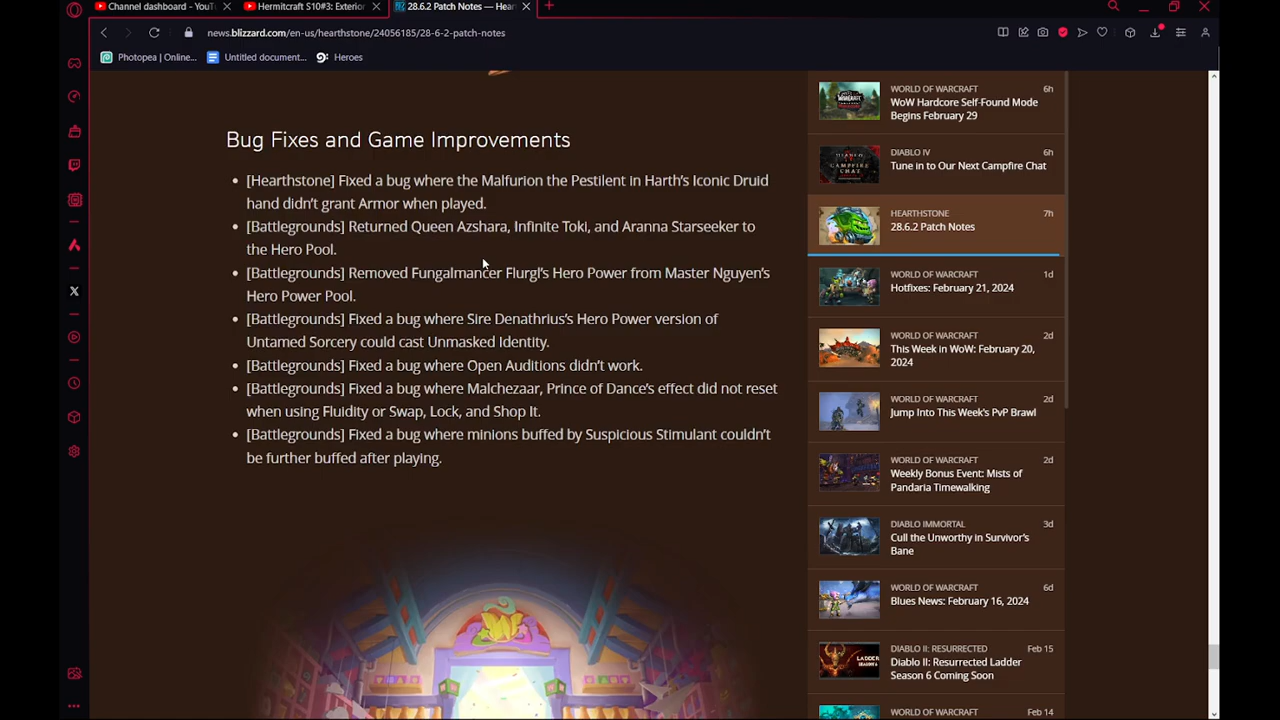 Channel dashboard - YouTu
Hermitcraft S10#3: Exterior
28.6.2 Patch Notes — Hear
news.blizzard.com/en-us/hearthstone/24056185/28-6-2-patch-notes
Photopea | Online...
Untitled document...
Heroes
Bug Fixes and Game Improvements
• [Hearthstone] Fixed a bug where the Malfurion the Pestilent in Harth's Iconic Druid
hand didn't grant Armor when played.
• [Battlegrounds] Returned Queen Azshara, Infinite Toki, and Aranna Starseeker to
the Hero Pool.
• [Battlegrounds] Removed Fungalmancer Flurgl's Hero Power from Master Nguyen's
Hero Power Pool.
• [Battlegrounds] Fixed a bug where Sire Denathrius's Hero Power version of
Untamed Sorcery could cast Unmasked Identity.
• [Battlegrounds] Fixed a bug where Open Auditions didn't work.
• [Battlegrounds] Fixed a bug where Malchezaar, Prince of Dance's effect did not reset
when using Fluidity or Swap, Lock, and Shop It.
• [Battlegrounds] Fixed a bug where minions buffed by Suspicious Stimulant couldn't
be further buffed after playing.
WORLD OF WARCRAFT 6h
WoW Hardcore Self-Found Mode
Begins February 29
DIABLO IV 6h
Tune in to Our Next Campfire Chat
HEARTHSTONE 7h
28.6.2 Patch Notes
WORLD OF WARCRAFT 1d
Hotfixes: February 21, 2024
WORLD OF WARCRAFT 2d
This Week in WoW: February 20,
2024
WORLD OF WARCRAFT 2d
Jump Into This Week's PvP Brawl
WORLD OF WARCRAFT 2d
Weekly Bonus Event: Mists of
Pandaria Timewalking
DIABLO IMMORTAL 3d
Cull the Unworthy in Survivor's
Bane
WORLD OF WARCRAFT 6d
Blues News: February 16, 2024
DIABLO II: RESURRECTED Feb 15
Diablo II: Resurrected Ladder
Season 6 Coming Soon
WORLD OF WARCRAFT Feb 14